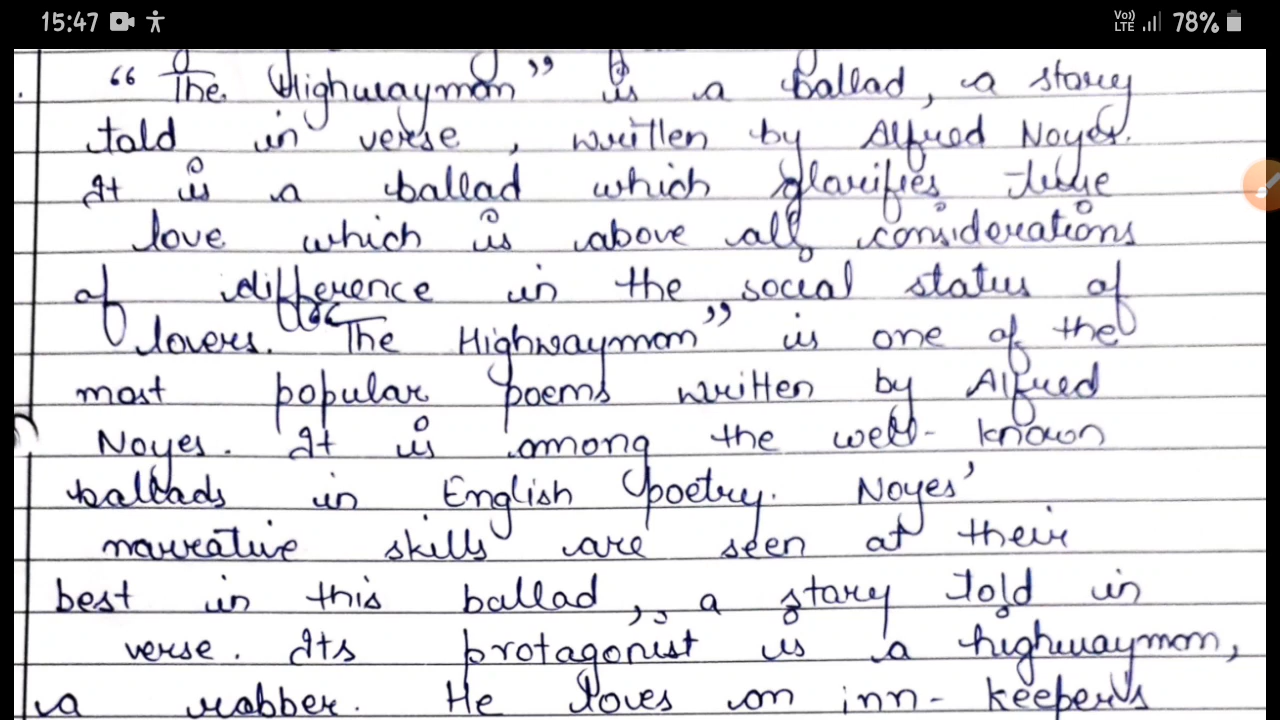 15:47 Vo)) LTE 78%
"The Highwayman" is a ballad, a story
told in verse, written by Alfred Noyes.
It is a ballad which glorifies true
love which is above all considerations
of difference in the social status of
lovers. "The Highwayman" is one of the
most popular poems written by Alfred
Noyes. It is among the well-known
ballads in English poetry. Noyes'
narrative skills are seen at their
best in this ballad, a story told in
verse. Its protagonist is a highwayman,
a robber. He loves an inn-keeper's